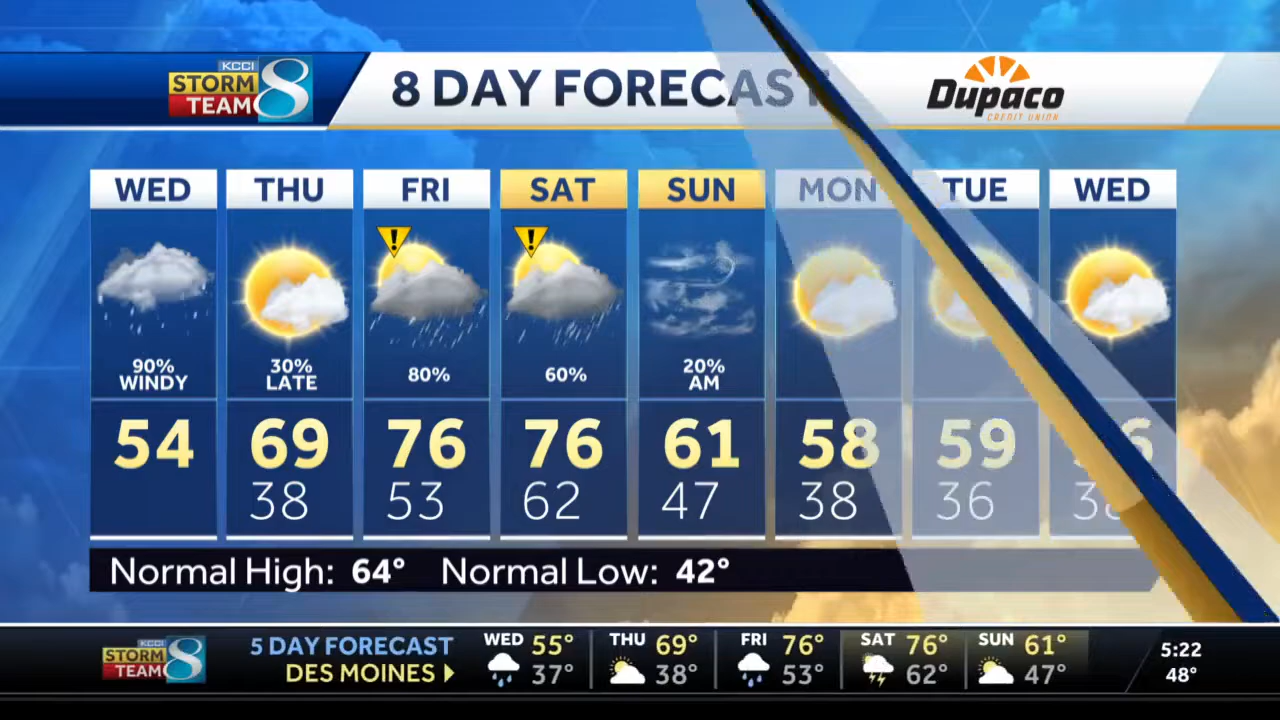 KCCI
STORM
TEAM 8
8 DAY FORECAST
Dupaco
CREDIT UNION
WED THU FRI SAT SUN MON TUE WED
! !
90% 30% 80% 60% 20%
WINDY LATE AM
54 69 76 76 61 58 59
38 53 62 47 38 36
Normal High: 64° Normal Low: 42°
KCCI
STORM
TEAM 8
5 DAY FORECAST
DES MOINES
WED 55° THU 69° FRI 76° SAT 76° SUN 61°
37° 38° 53° 62° 47°
5:22
48°